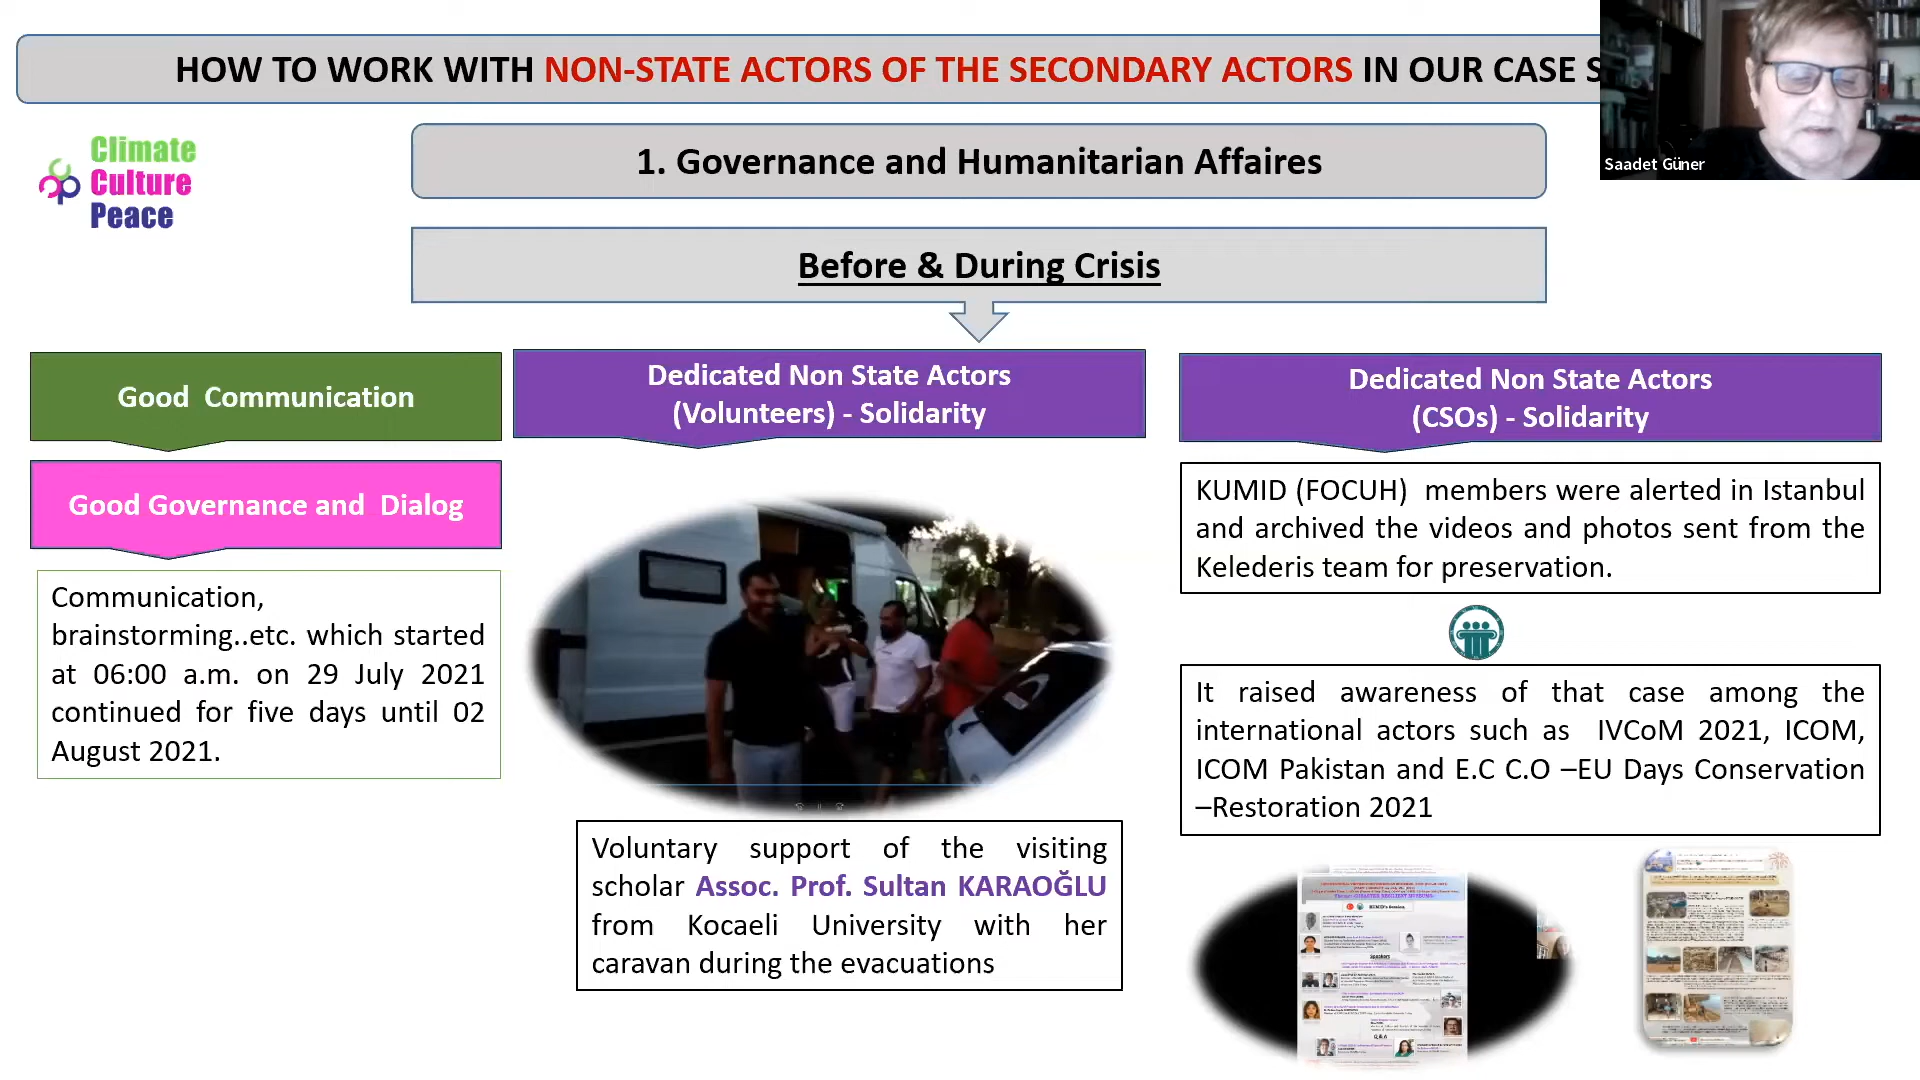 HOW TO WORK WITH NON-STATE ACTORS OF THE SECONDARY ACTORS IN OUR CASE S
Saadet Güner
Climate
Culture
Peace
1. Governance and Humanitarian Affaires
Before & During Crisis
Good Communication
Good Governance and Dialog
Communication,
brainstorming..etc. which started
at 06:00 a.m. on 29 July 2021
continued for five days until 02
August 2021.
Dedicated Non State Actors
(Volunteers) - Solidarity
Voluntary support of the visiting
scholar Assoc. Prof. Sultan KARAOĞLU
from Kocaeli University with her
caravan during the evacuations
Dedicated Non State Actors
(CSOs) - Solidarity
KUMID (FOCUH) members were alerted in Istanbul
and archived the videos and photos sent from the
Kelederis team for preservation.
It raised awareness of that case among the
international actors such as IVCoM 2021, ICOM,
ICOM Pakistan and E.C C.O –EU Days Conservation
–Restoration 2021
Speakers
Q & A